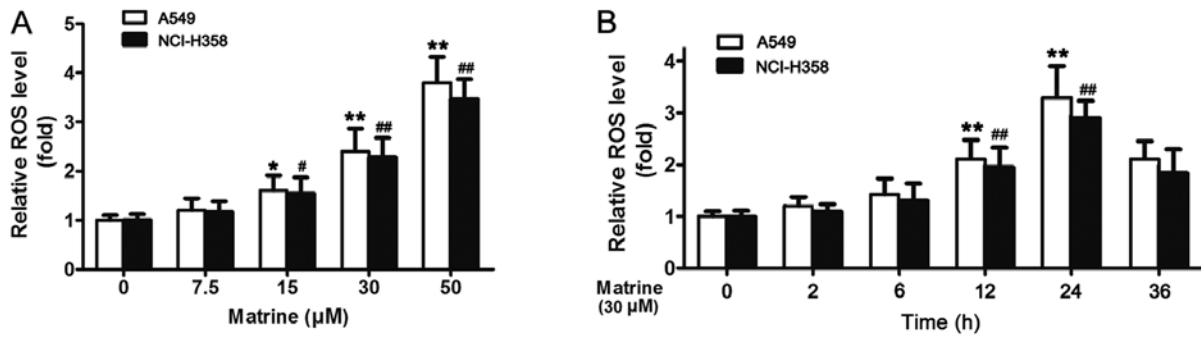 A
A549
NCI-H358
Relative ROS level
(fold)
5
4
3
2
1
0
** ##
** ##
* #
0 7.5 15 30 50
Matrine (µM)
B
A549
NCI-H358
Relative ROS level
(fold)
4
3
2
1
0
** ##
** ##
0 2 6 12 24 36
Matrine
(30 µM)
Time (h)